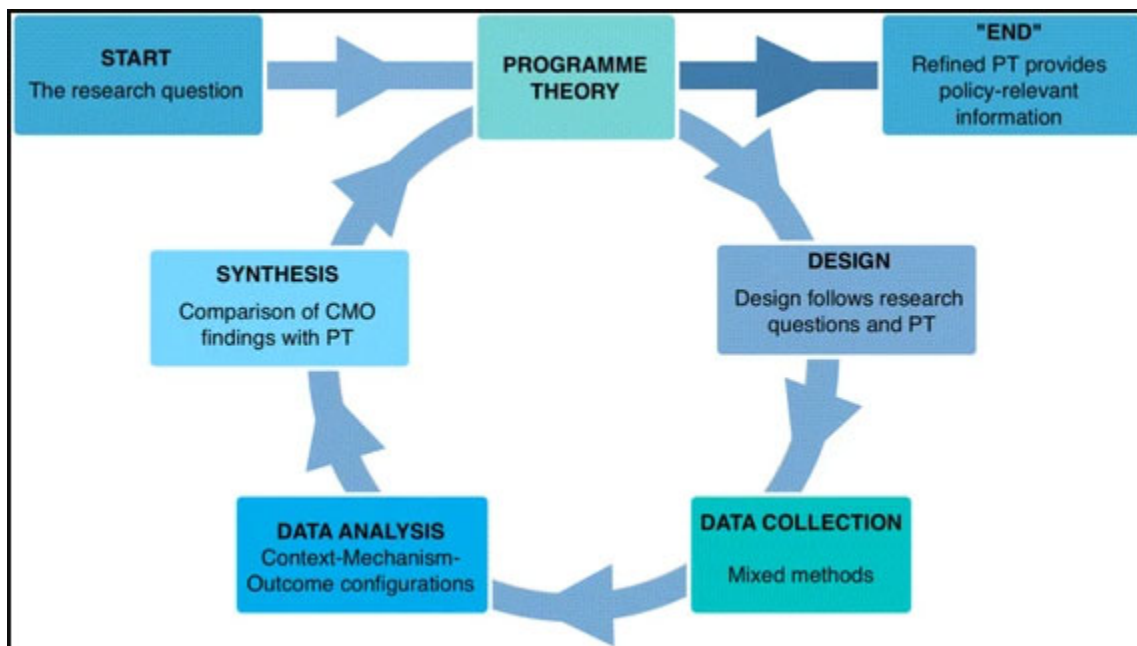 START
The research question
PROGRAMME
THEORY
"END"
Refined PT provides
policy-relevant
information
DESIGN
Design follows research
questions and PT
DATA COLLECTION
Mixed methods
DATA ANALYSIS
Context-Mechanism-
Outcome configurations
SYNTHESIS
Comparison of CMO
findings with PT